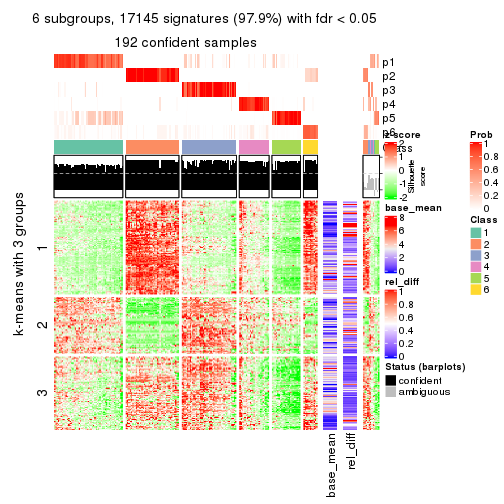 6 subgroups, 17145 signatures (97.9%) with fdr < 0.05
192 confident samples
p1
p2
p3
p4
p5
p6
Class
Silhouette
score
k-means with 3 groups
1
2
3
base_mean
rel_diff
z-score
2
1
0
-1
-2
base_mean
8
6
4
2
0
rel_diff
1
0.8
0.6
0.4
0.2
0
Status (barplots)
confident
ambiguous
Prob
1
0.8
0.6
0.4
0.2
0
Class
1
2
3
4
5
6